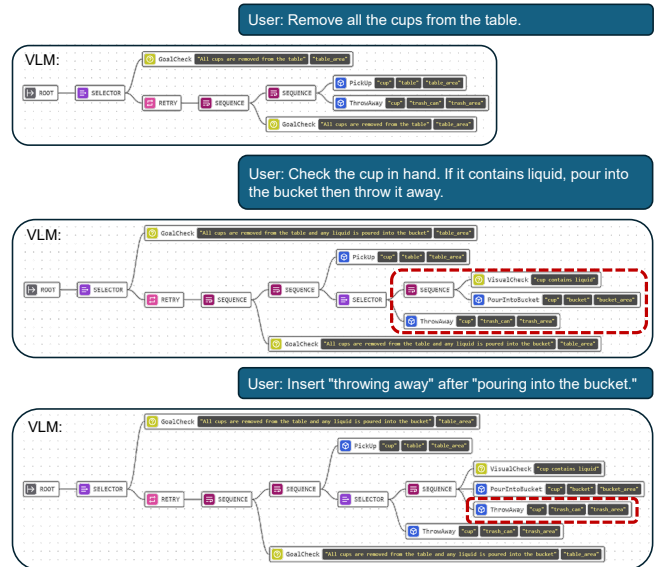 User: Remove all the cups from the table.
VLM:
GoalCheck "All cups are removed from the table" "table_area"
PickUp "cup" "table" "table_area"
ROOT SELECTOR RETRY SEQUENCE SEQUENCE
ThrowAway "cup" "trash_can" "trash_area"
GoalCheck "All cups are removed from the table" "table_area"
User: Check the cup in hand. If it contains liquid, pour into
the bucket then throw it away.
VLM:
GoalCheck "All cups are removed from the table and any liquid is poured into the bucket" "table_area"
PickUp "cup" "table" "table_area"
VisualCheck "cup contains liquid"
ROOT SELECTOR RETRY SEQUENCE SEQUENCE SELECTOR SEQUENCE
PourIntoBucket "cup" "bucket" "bucket_area"
ThrowAway "cup" "trash_can" "trash_area"
GoalCheck "All cups are removed from the table and any liquid is poured into the bucket" "table_area"
User: Insert "throwing away" after "pouring into the bucket."
VLM:
GoalCheck "All cups are removed from the table and any liquid is poured into the bucket" "table_area"
PickUp "cup" "table" "table_area"
VisualCheck "cup contains liquid"
ROOT SELECTOR RETRY SEQUENCE SEQUENCE SELECTOR SEQUENCE
PourIntoBucket "cup" "bucket" "bucket_area"
ThrowAway "cup" "trash_can" "trash_area"
ThrowAway "cup" "trash_can" "trash_area"
GoalCheck "All cups are removed from the table and any liquid is poured into the bucket" "table_area"